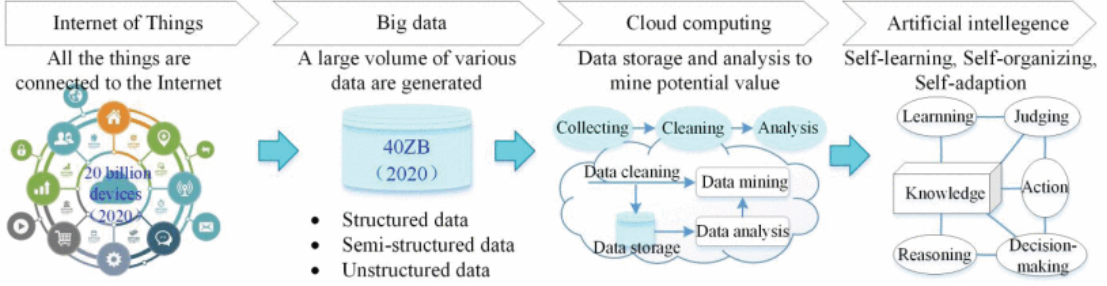 Internet of Things
All the things are
connected to the Internet
20 billion
devices
（2020）
Big data
A large volume of various
data are generated
40ZB
（2020）
• Structured data
• Semi-structured data
• Unstructured data
Cloud computing
Data storage and analysis to
mine potential value
Collecting
Cleaning
Analysis
Data cleaning
Data mining
Data storage
Data analysis
Artificial intellegence
Self-learning, Self-organizing,
Self-adaption
Learnning
Judging
Knowledge
Action
Reasoning
Decision-
making